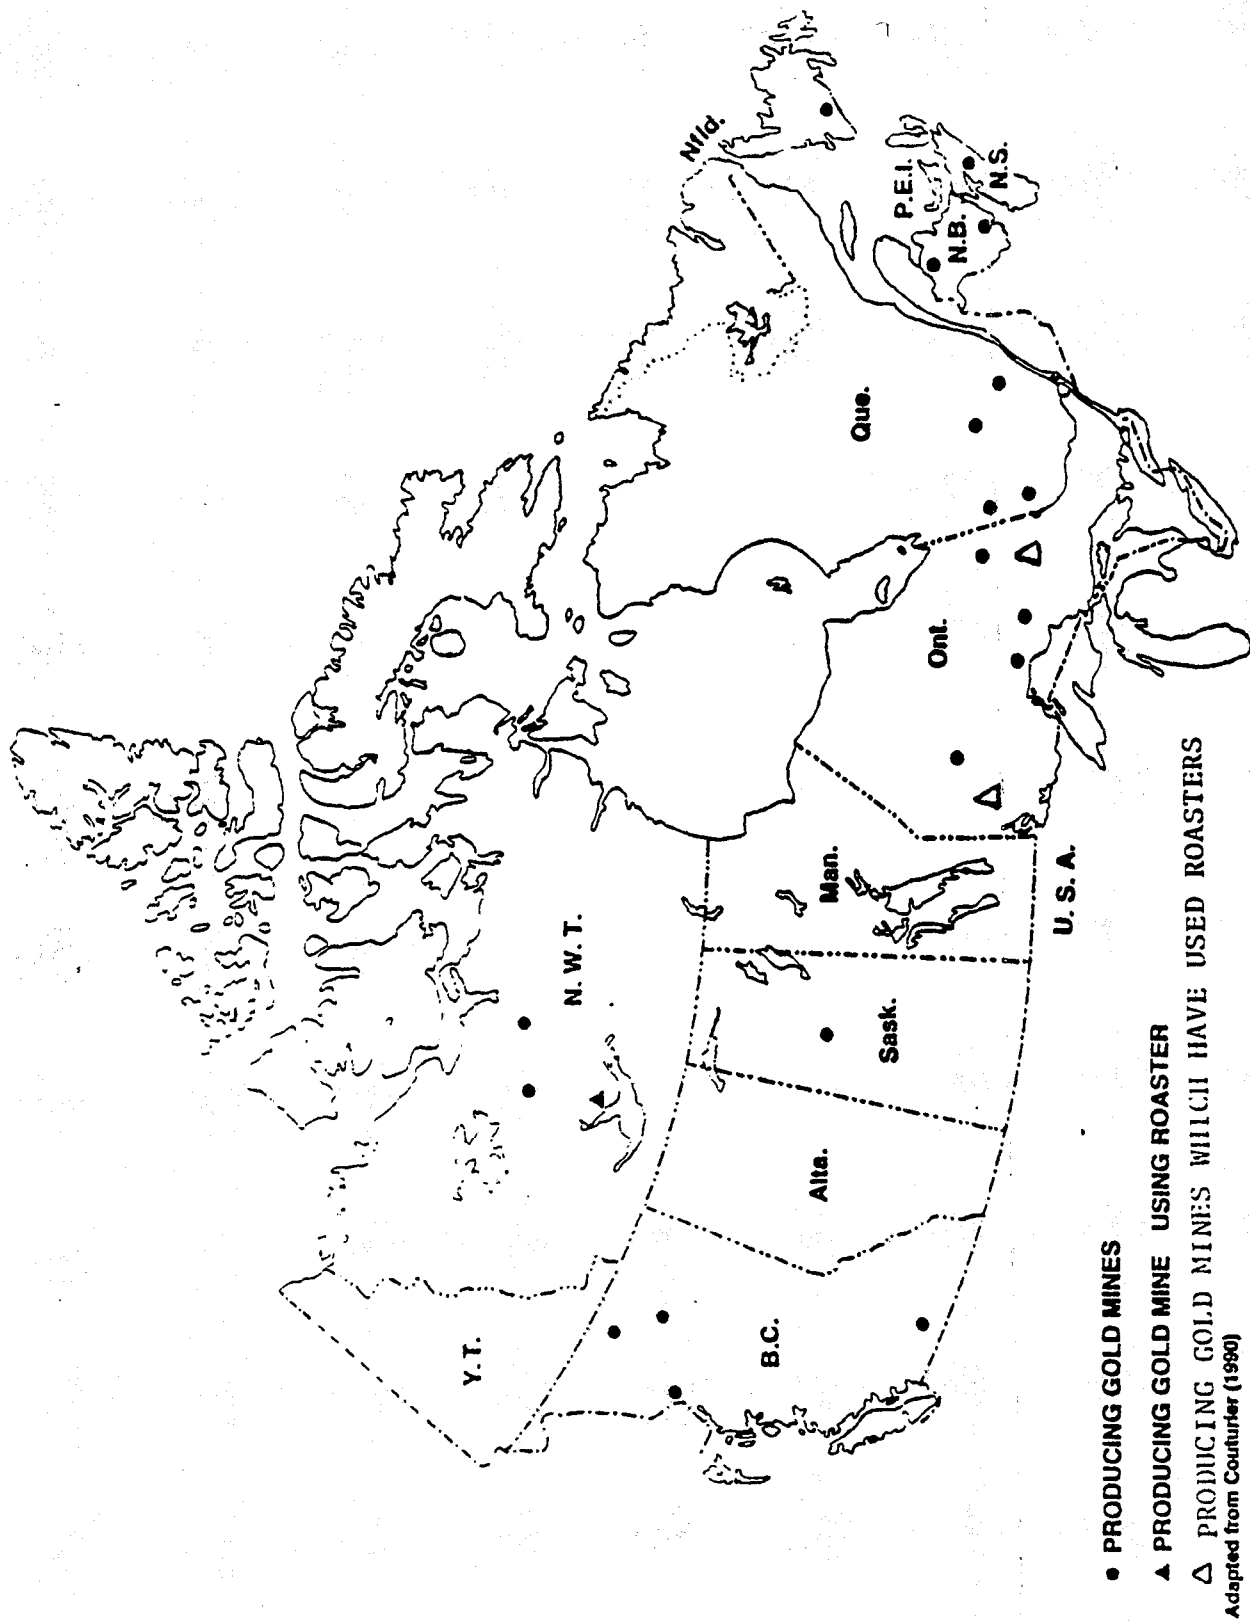 Y.T.
N.W.T.
B.C.
Alta.
Sask.
Man.
Ont.
Que.
Nfld.
P.E.I.
N.B.
N.S.
U.S.A.
● PRODUCING GOLD MINES
▲ PRODUCING GOLD MINE USING ROASTER
△ PRODUCING GOLD MINES WHICH HAVE USED ROASTERS
Adapted from Couturier (1990)